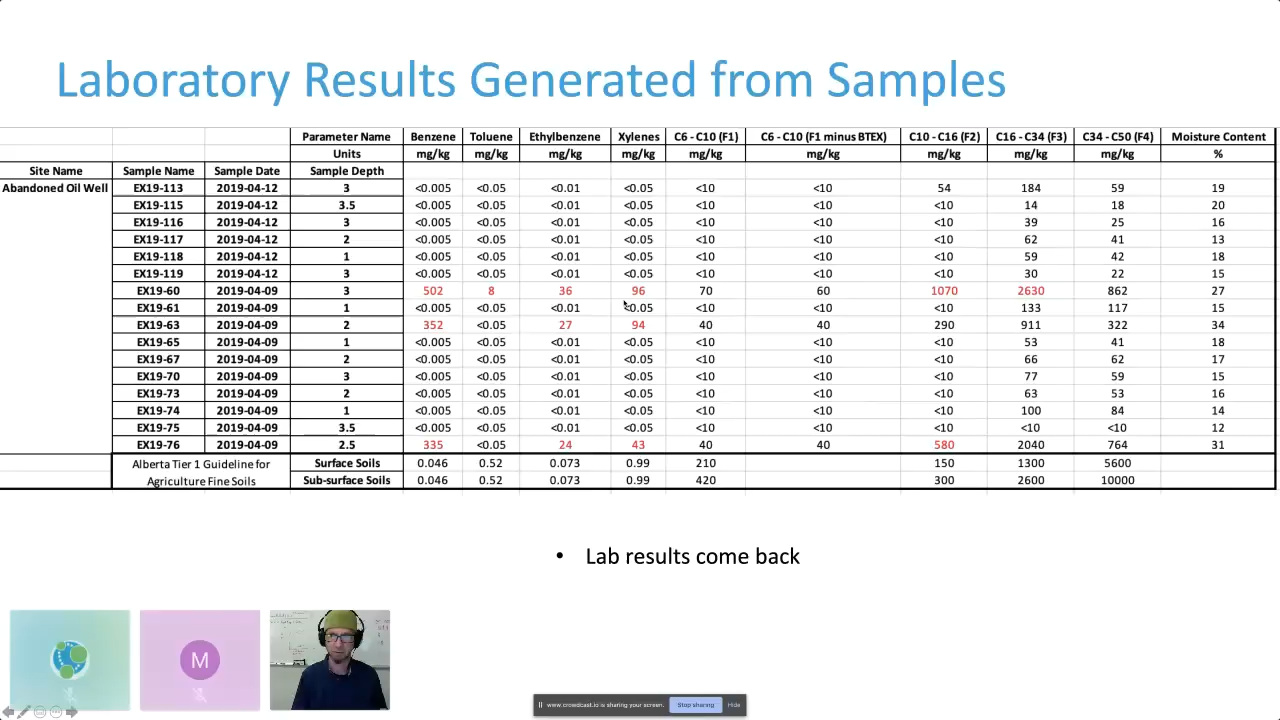 Laboratory Results Generated from Samples
Parameter Name Benzene Toluene Ethylbenzene Xylenes C6 - C10 (F1) C6 - C10 (F1 minus BTEX) C10 - C16 (F2) C16 - C34 (F3) C34 - C50 (F4) Moisture Content
Units mg/kg mg/kg mg/kg mg/kg mg/kg mg/kg mg/kg mg/kg mg/kg %
Site Name Sample Name Sample Date Sample Depth
Abandoned Oil Well EX19-113 2019-04-12 3 <0.005 <0.05 <0.01 <0.05 <10 <10 54 184 59 19
EX19-115 2019-04-12 3.5 <0.005 <0.05 <0.01 <0.05 <10 <10 <10 14 18 20
EX19-116 2019-04-12 3 <0.005 <0.05 <0.01 <0.05 <10 <10 <10 39 25 16
EX19-117 2019-04-12 2 <0.005 <0.05 <0.01 <0.05 <10 <10 <10 62 41 13
EX19-118 2019-04-12 1 <0.005 <0.05 <0.01 <0.05 <10 <10 <10 59 42 18
EX19-119 2019-04-12 3 <0.005 <0.05 <0.01 <0.05 <10 <10 <10 30 22 15
EX19-60 2019-04-09 3 502 8 36 96 70 60 1070 2630 862 27
EX19-61 2019-04-09 1 <0.005 <0.05 <0.01 <0.05 <10 <10 <10 133 117 15
EX19-63 2019-04-09 2 352 <0.05 27 94 40 40 290 911 322 34
EX19-65 2019-04-09 1 <0.005 <0.05 <0.01 <0.05 <10 <10 <10 53 41 18
EX19-67 2019-04-09 2 <0.005 <0.05 <0.01 <0.05 <10 <10 <10 66 62 17
EX19-70 2019-04-09 3 <0.005 <0.05 <0.01 <0.05 <10 <10 <10 77 59 15
EX19-73 2019-04-09 2 <0.005 <0.05 <0.01 <0.05 <10 <10 <10 63 53 16
EX19-74 2019-04-09 1 <0.005 <0.05 <0.01 <0.05 <10 <10 <10 100 84 14
EX19-75 2019-04-09 3.5 <0.005 <0.05 <0.01 <0.05 <10 <10 <10 <10 <10 12
EX19-76 2019-04-09 2.5 335 <0.05 24 43 40 40 580 2040 764 31
Alberta Tier 1 Guideline for Surface Soils 0.046 0.52 0.073 0.99 210 150 1300 5600
Agriculture Fine Soils Sub-surface Soils 0.046 0.52 0.073 0.99 420 300 2600 10000
• Lab results come back
M
www.crowdcast.io is sharing your screen. Stop sharing Hide